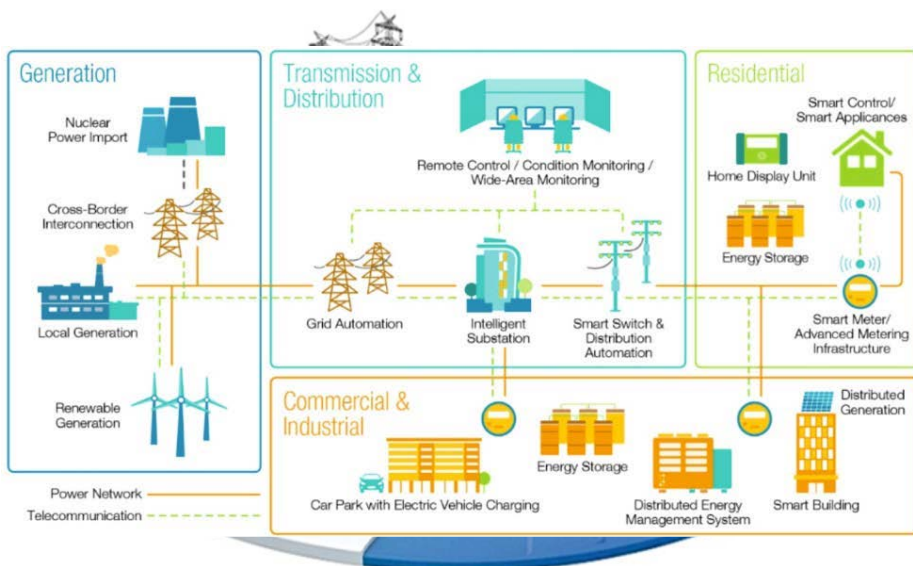 Generation
Nuclear
Power Import
Cross-Border
Interconnection
Local Generation
Renewable
Generation
Transmission &
Distribution
Remote Control / Condition Monitoring /
Wide-Area Monitoring
Grid Automation
Intelligent
Substation
Smart Switch &
Distribution
Automation
Residential
Smart Control/
Smart Applicances
Home Display Unit
Energy Storage
Smart Meter/
Advanced Metering
Infrastructure
Commercial &
Industrial
Car Park with Electric Vehicle Charging
Energy Storage
Distributed Energy
Management System
Distributed
Generation
Smart Building
Power Network
Telecommunication